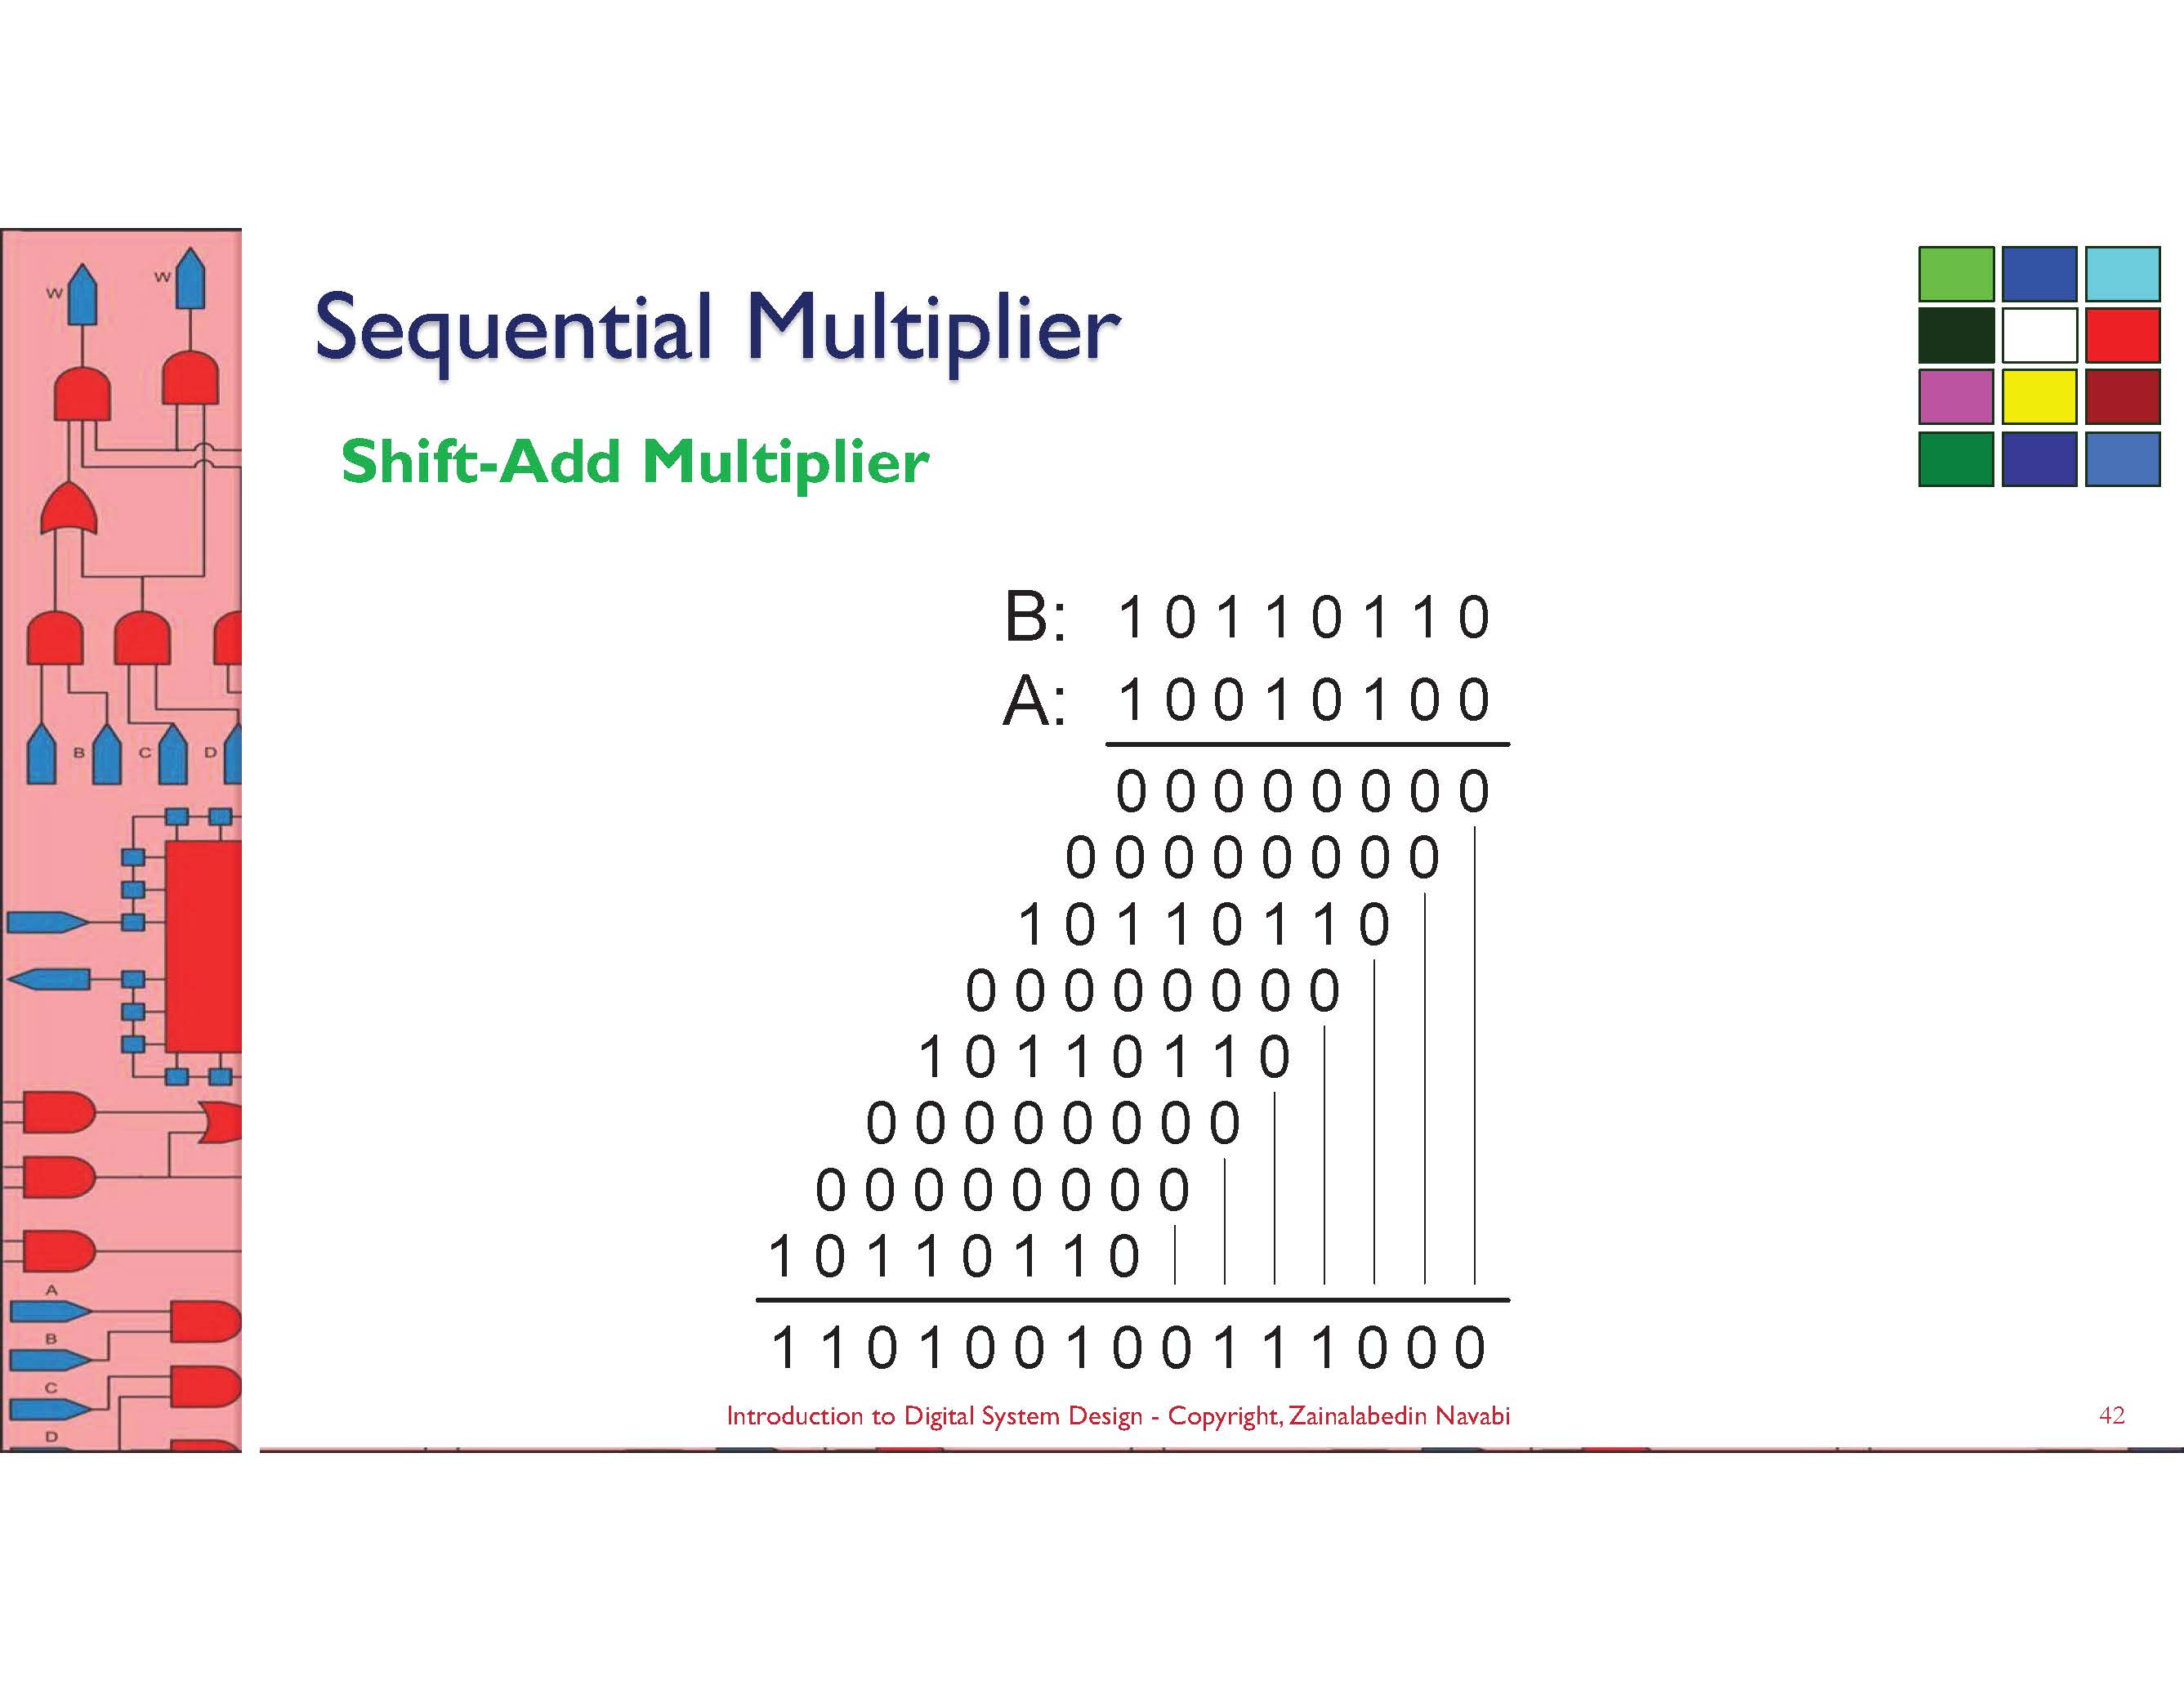 Sequential Multiplier
Shift-Add Multiplier
B: 1 0 1 1 0 1 1 0
A: 1 0 0 1 0 1 0 0
0 0 0 0 0 0 0 0
0 0 0 0 0 0 0 0
1 0 1 1 0 1 1 0
0 0 0 0 0 0 0 0
1 0 1 1 0 1 1 0
0 0 0 0 0 0 0 0
0 0 0 0 0 0 0 0
1 0 1 1 0 1 1 0
1 1 0 1 0 0 1 0 0 1 1 1 0 0 0
Introduction to Digital System Design - Copyright, Zainalabedin Navabi
42
W
W
B
C
D
A
B
C
D